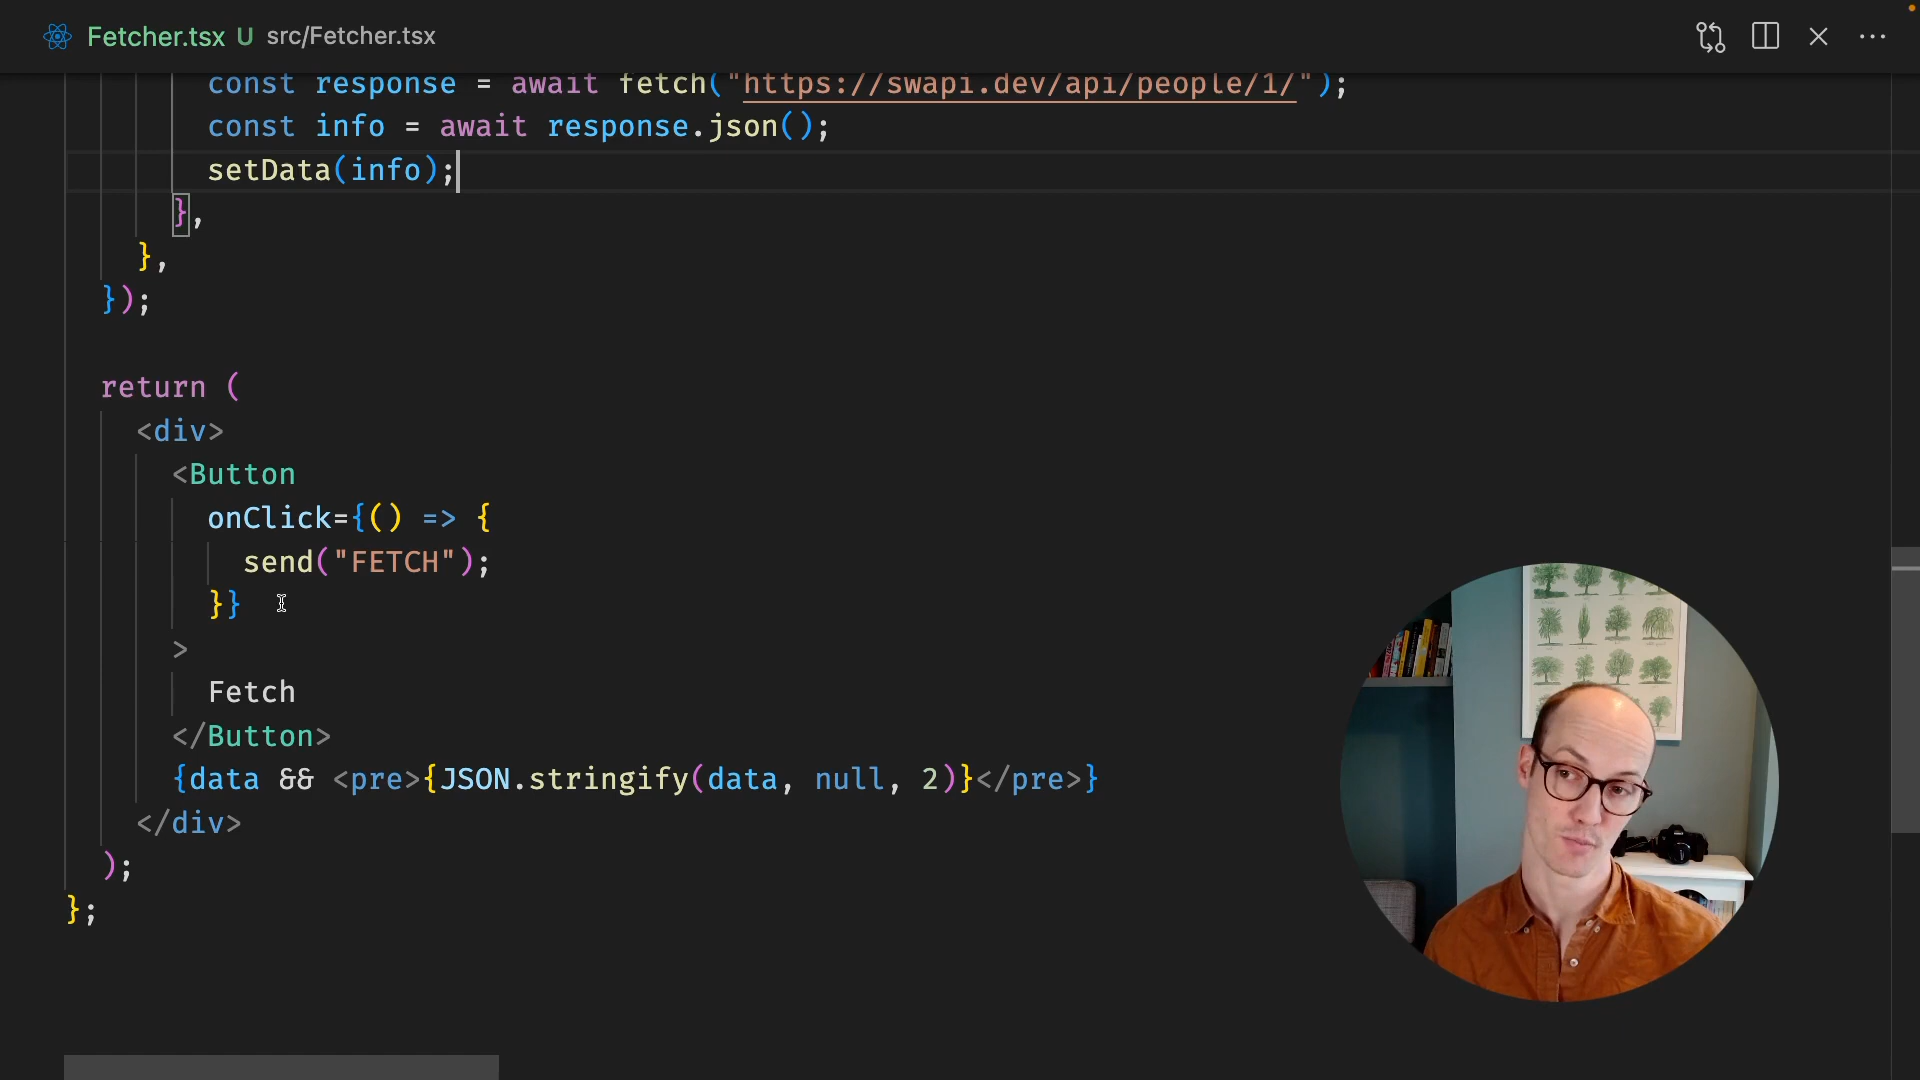 Fetcher.tsx U src/Fetcher.tsx
const response = await fetch("https://swapi.dev/api/people/1/");
const info = await response.json();
setData(info);
},
},
});
return (
<div>
<Button
onClick={() => {
send("FETCH");
}}
>
Fetch
</Button>
{data && <pre>{JSON.stringify(data, null, 2)}</pre>}
</div>
);
};